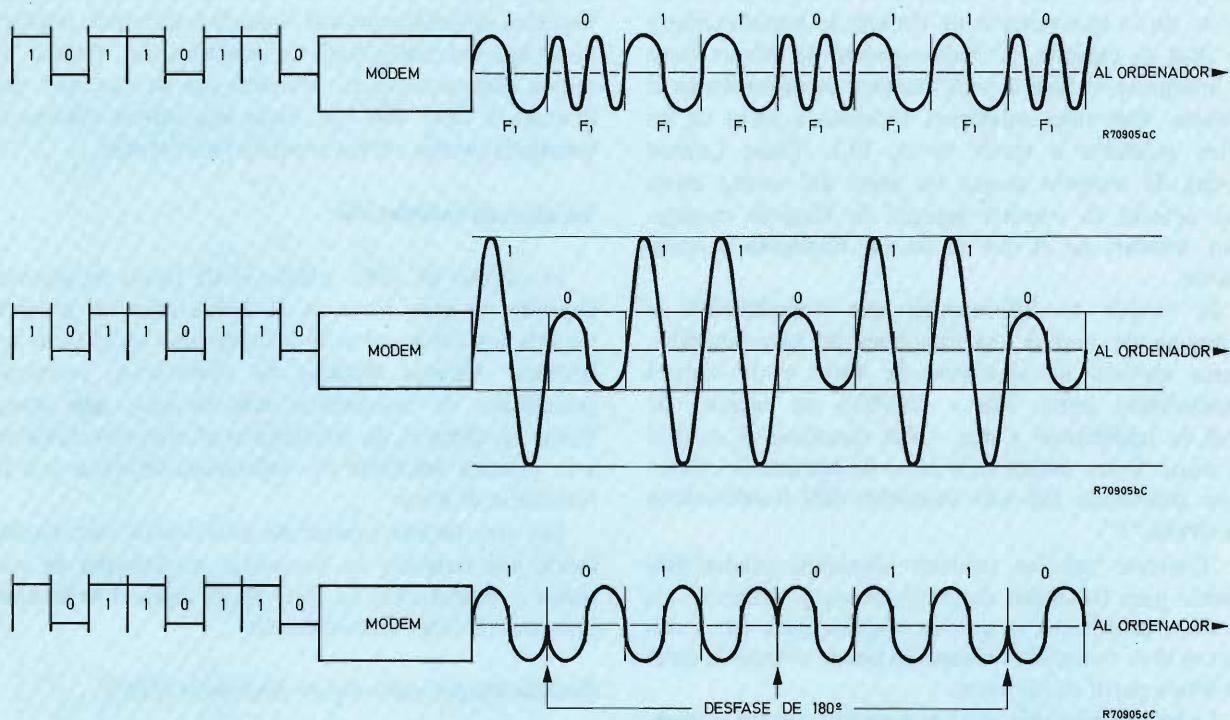 1 0 1 1 0 1 1 0
1 0 1 1 0 1 1 0
MODEM
AL ORDENADOR
F1 F1 F1 F1 F1 F1 F1 F1
R70905aC
1 0 1 1 0 1 1 0
MODEM
1 0 1 1 0 1 1 0
AL ORDENADOR
R70905bC
1 0 1 1 0 1 1 0
1 0 1 1 0 1 1 0
MODEM
AL ORDENADOR
DESFASE DE 180º
R70905cC